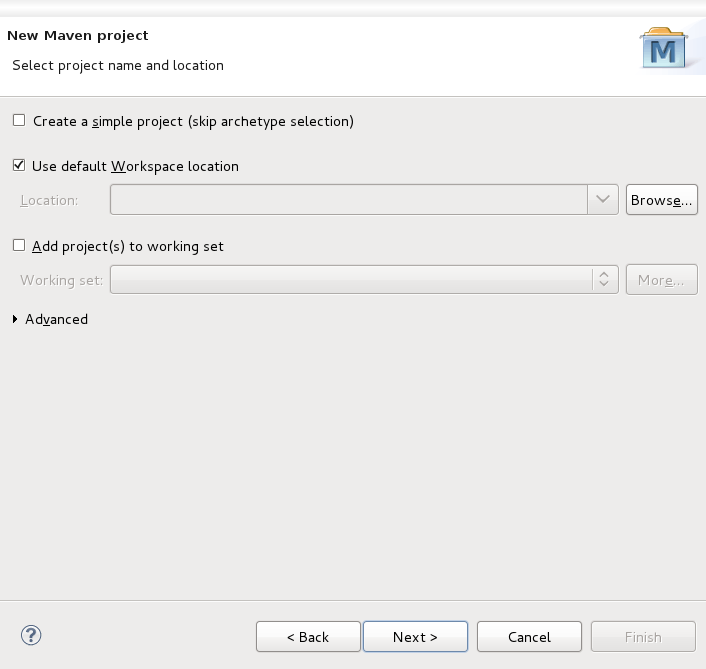 New Maven project
Select project name and location
M
Create a simple project (skip archetype selection)
Use default Workspace location
Location:
Browse...
Add project(s) to working set
Working set:
More...
Advanced
?
< Back
Next >
Cancel
Finish